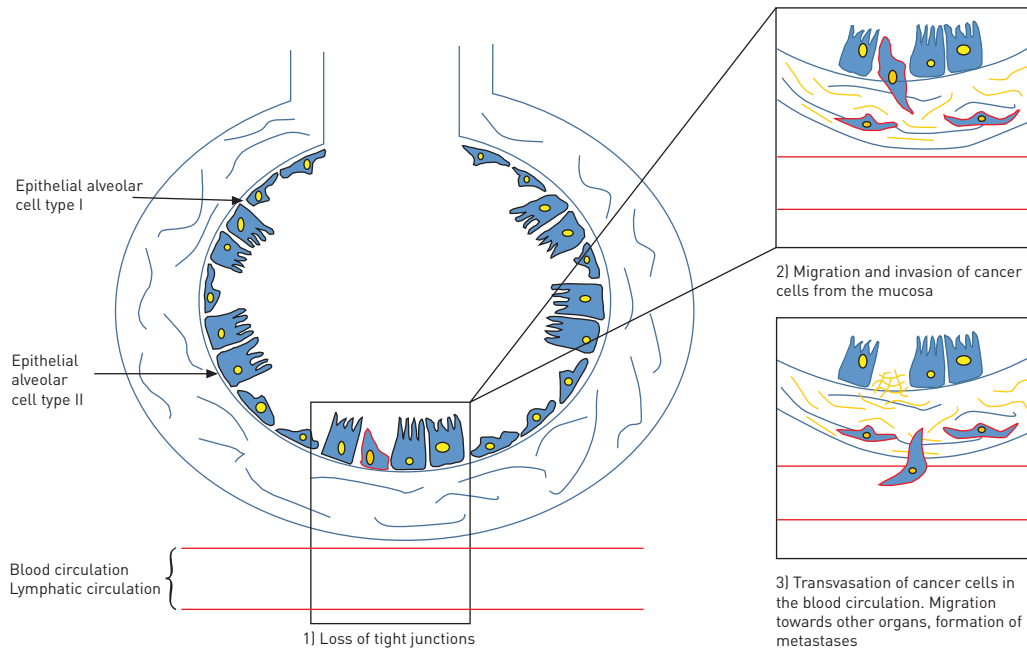 Epithelial alveolar
cell type I
Epithelial
alveolar
cell type II
Blood circulation
Lymphatic circulation
1) Loss of tight junctions
2) Migration and invasion of cancer
cells from the mucosa
3) Transvasation of cancer cells in
the blood circulation. Migration
towards other organs, formation of
metastases